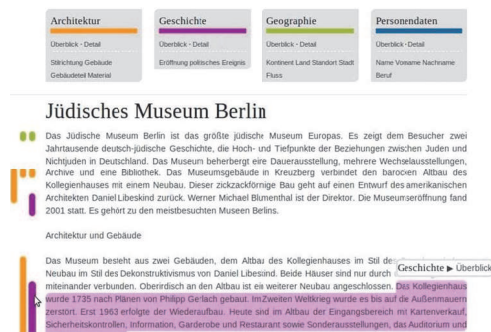 Architektur
Überblick - Detail
Stilrichtung Gebäude
Gebäudeteil Material
Geschichte
Überblick - Detail
Eröffnung politisches Ereignis
Geographie
Überblick - Detail
Kontinent Land Standort Stadt
Fluss
Personendaten
Überblick - Detail
Name Vorname Nachname
Beruf
Jüdisches Museum Berlin
Das Jüdische Museum Berlin ist das größte jüdische Museum Europas. Es zeigt dem Besucher zwei
Jahrtausende deutsch-jüdische Geschichte, die Hoch- und Tiefpunkte der Beziehungen zwischen Juden und
Nichtjuden in Deutschland. Das Museum beherbergt eine Dauerausstellung, mehrere Wechselausstellungen,
Archive und eine Bibliothek. Das Museumsgebäude in Kreuzberg verbindet den barocken Altbau des
Kollegienhauses mit einem Neubau. Dieser zickzackförnige Bau geht auf einen Entwurf des amerikanischen
Architekten Daniel Libeskind zurück. Werner Michael Blumenthal ist der Direktor. Die Museumseröffnung fand
2001 statt. Es gehört zu den meistbesuchten Museen Berlins.
Architektur und Gebäude
Das Museum besteht aus zwei Gebäuden, dem Altbau des Kollegienhauses im Stil des
Neubau im Stil des Dekonstruktivismus von Daniel Libeskind. Beide Häuser sind nur durch
Geschichte ▶ Überblick
miteinander verbunden. Oberirdisch an den Altbau ist ein weiterer Neubau angeschlossen. Das Kollegienhaus
wurde 1735 nach Plänen von Philipp Gerlach gebaut. Im Zweiten Weltkrieg wurde es bis auf die Außenmauern
zerstört. Erst 1963 erfolgte der Wiederaufbau. Heute sind im Altbau der Eingangsbereich mit Kartenverkauf,
Sicherheitskontrollen, Information, Garderobe und Restaurant sowie Sonderausstellungen, das Auditorium und